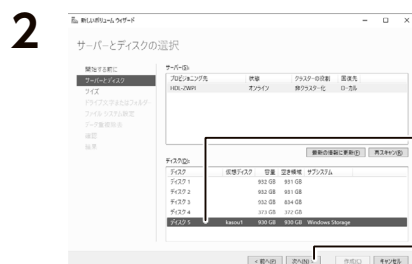 2
新しいボリューム ウィザード
サーバーとディスクの選択
開始する前に
サーバーとディスク
サイズ
ドライブ文字またはフォルダー
ファイル システム設定
データ重複除去
確認
結果
サーバー(S):
プロビジョニング先 状態 クラスターの役割 回復先
HDL-ZWPI オンライン 非クラスター化 ローカル
最新の情報に更新(F) 再スキャン(R)
ディスク(D):
ディスク 仮想ディスク 容量 空き領域 サブシステム
ディスク 1 932 GB 831 GB
ディスク 2 932 GB 931 GB
ディスク 3 932 GB 834 GB
ディスク 4 373 GB 372 GB
ディスク 5 kasou1 930 GB 930 GB Windows Storage
< 前へ(P) 次へ(N) > 作成(C) キャンセル